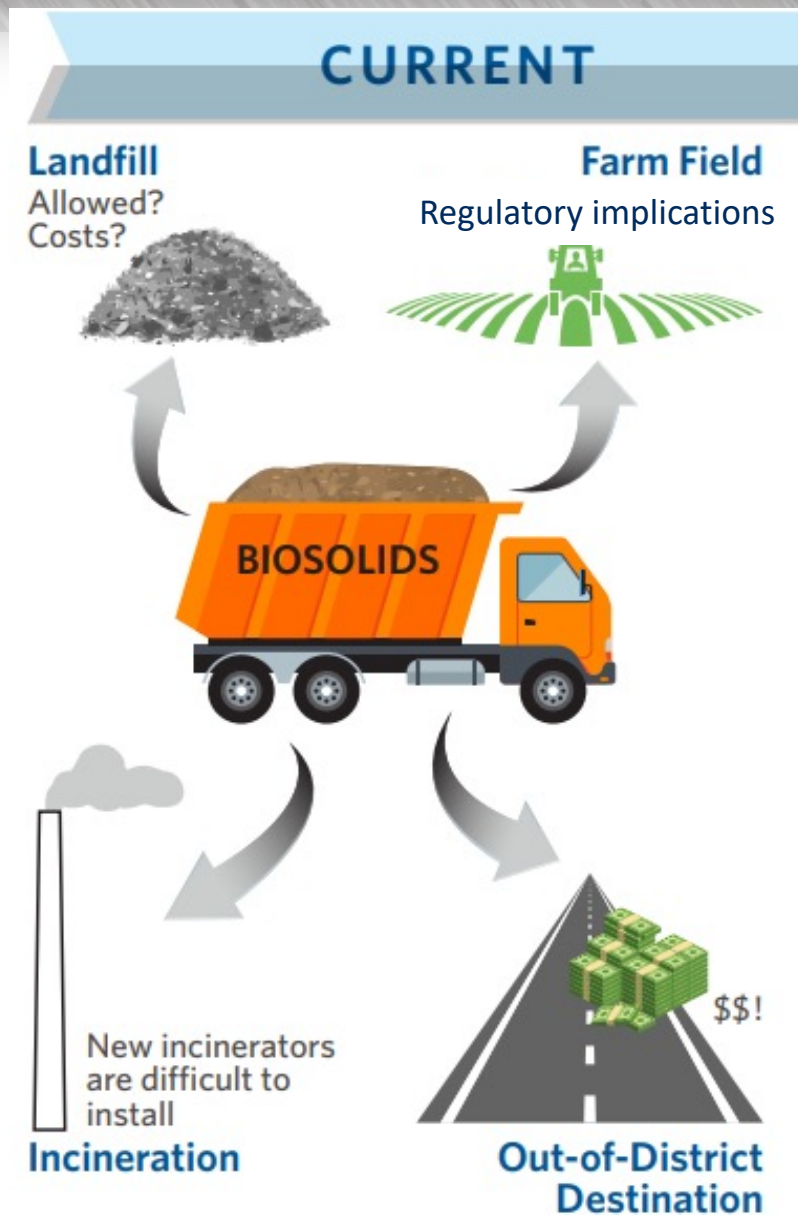 CURRENT
Landfill
Allowed?
Costs?
Farm Field
Regulatory implications
BIOSOLIDS
New incinerators
are difficult to
install
Incineration
$$!
Out-of-District
Destination